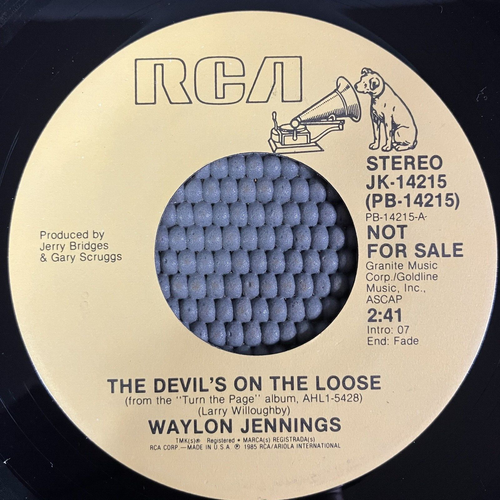 RCA
STEREO
JK-14215
(PB-14215)
PB-14215-A
NOT
FOR SALE
Granite Music
Corp./Goldline
Music, Inc.,
ASCAP
2:41
Intro: 07
End: Fade
Produced by
Jerry Bridges
& Gary Scruggs
THE DEVIL'S ON THE LOOSE
(from the "Turn the Page" album, AHL1-5428)
(Larry Willoughby)
WAYLON JENNINGS
TMK(s)® Registered • MARCA(s) REGISTRADA(s)
RCA CORP.—MADE IN U.S.A. ℗ 1985 RCA/ARIOLA INTERNATIONAL